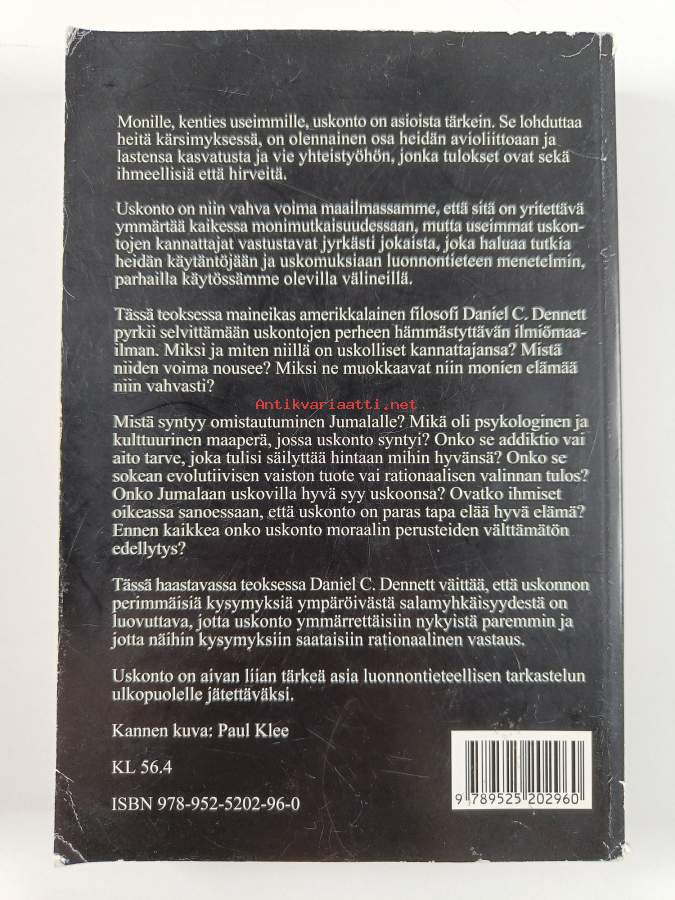 Monille, kenties useimmille, uskonto on asioista tärkein. Se lohduttaa
heitä kärsimyksessä, on olennainen osa heidän avioliittoaan ja
lastensa kasvatusta ja vie yhteistyöhön, jonka tulokset ovat sekä
ihmeellisiä että hirveitä.
Uskonto on niin vahva voima maailmassamme, että sitä on yritettävä
ymmärtää kaikessa monimutkaisuudessaan, mutta useimmat uskon-
tojen kannattajat vastustavat jyrkästi jokaista, joka haluaa tutkia
heidän käytäntöjään ja uskomuksiaan luonnontieteen menetelmin,
parhailla käytössämme olevilla välineillä.
Tässä teoksessa maineikas amerikkalainen filosofi Daniel C. Dennett
pyrkii selvittämään uskontojen perheen hämmästyttävän ilmiömaa-
ilman. Miksi ja miten niillä on uskolliset kannattajansa? Mistä
niiden voima nousee? Miksi ne muokkaavat niin monien elämää
niin vahvasti?
Antikvariaatti.net
Mistä syntyy omistautuminen Jumalalle? Mikä oli psykologinen ja
kulttuurinen maaperä, jossa uskonto syntyi? Onko se addiktio vai
aito tarve, joka tulisi säilyttää hintaan mihin hyvänsä? Onko se
sokean evolutiivisen vaiston tuote vai rationaalisen valinnan tulos?
Onko Jumalaan uskovilla hyvä syy uskoonsa? Ovatko ihmiset
oikeassa sanoessaan, että uskonto on paras tapa elää hyvä elämä?
Ennen kaikkea onko uskonto moraalin perusteiden välttämätön
edellytys?
Tässä haastavassa teoksessa Daniel C. Dennett väittää, että uskonnon
perimmäisiä kysymyksiä ympäröivästä salamyhkäisyydestä on
luovuttava, jotta uskonto ymmärrettäisiin nykyistä paremmin ja
jotta näihin kysymyksiin saataisiin rationaalinen vastaus.
Uskonto on aivan liian tärkeä asia luonnontieteellisen tarkastelun
ulkopuolelle jätettäväksi.
Kannen kuva: Paul Klee
KL 56.4
ISBN 978-952-5202-96-0
9 789525 202960